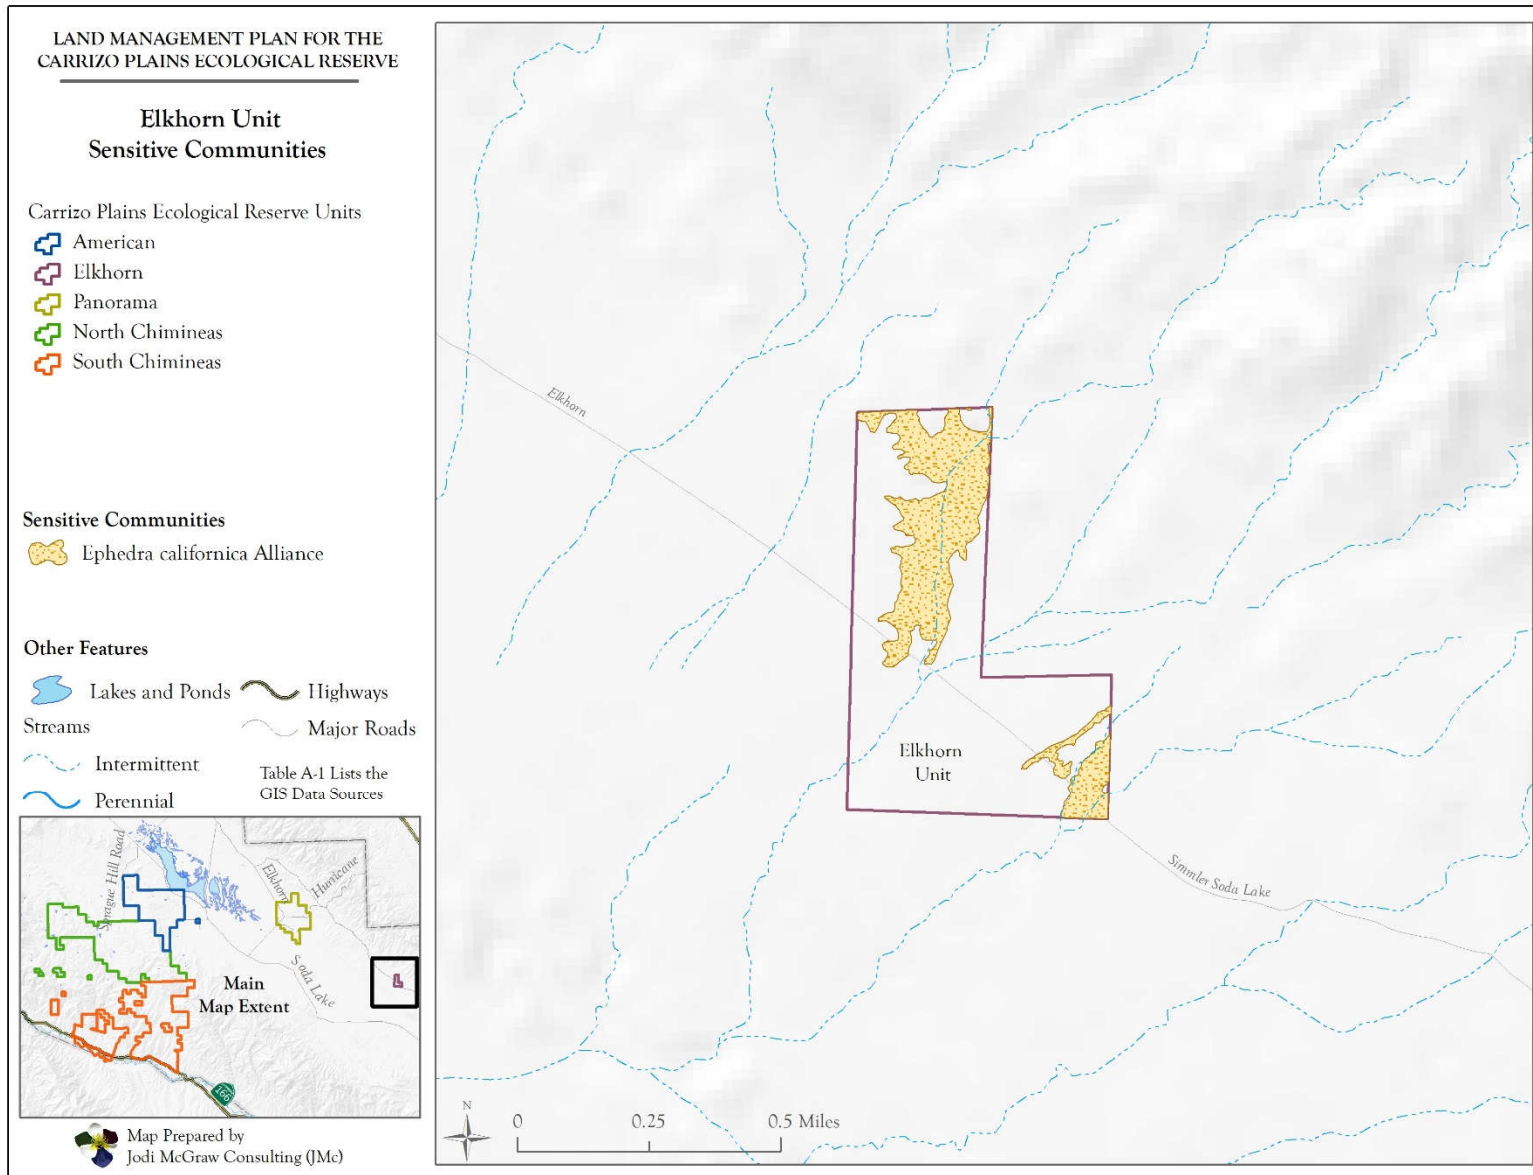 LAND MANAGEMENT PLAN FOR THE
CARRIZO PLAINS ECOLOGICAL RESERVE
Elkhorn Unit
Sensitive Communities
Carrizo Plains Ecological Reserve Units
American
Elkhorn
Panorama
North Chimineas
South Chimineas
Sensitive Communities
Ephedra californica Alliance
Other Features
Lakes and Ponds
Highways
Streams
Major Roads
Intermittent
Table A-1 Lists the
GIS Data Sources
Perennial
Simague Hill Road
Elkhorn
Hurricane
Soda Lake
Main
Map Extent
166
Map Prepared by
Jodi McGraw Consulting (JMc)
Elkhorn
Elkhorn
Unit
Simmler Soda Lake
N
0
0.25
0.5 Miles